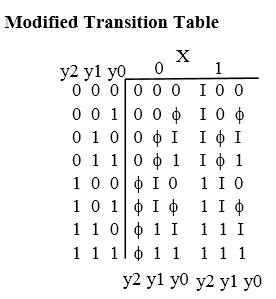 Modified Transition Table
X
y2 y1 y0 0 1
0 0 0 0 0 0 I 0 0
0 0 1 0 0 ϕ I 0 ϕ
0 1 0 0 ϕ I I ϕ I
0 1 1 0 ϕ 1 I ϕ 1
1 0 0 ϕ I 0 1 I 0
1 0 1 ϕ I ϕ 1 I ϕ
1 1 0 ϕ 1 I 1 1 I
1 1 1 ϕ 1 1 1 1 1
y2 y1 y0 y2 y1 y0